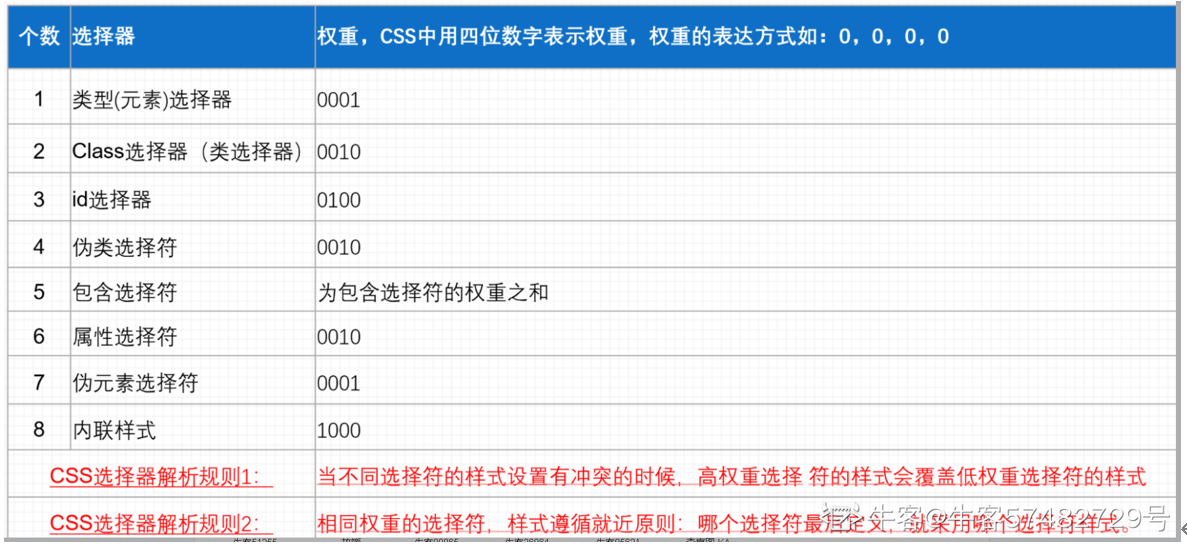 个数 选择器 权重，CSS中用四位数字表示权重，权重的表达方式如：0，0，0，0
1 类型(元素)选择器 0001
2 Class选择器（类选择器） 0010
3 id选择器 0100
4 伪类选择符 0010
5 包含选择符 为包含选择符的权重之和
6 属性选择符 0010
7 伪元素选择符 0001
8 内联样式 1000
CSS选择器解析规则1： 当不同选择符的样式设置有冲突的时候，高权重选择 符的样式会覆盖低权重选择符的样式
CSS选择器解析规则2： 相同权重的选择符，样式遵循就近原则：哪个选择符最后定义，就采用哪个选择符样式。
牛客@牛客57482729号